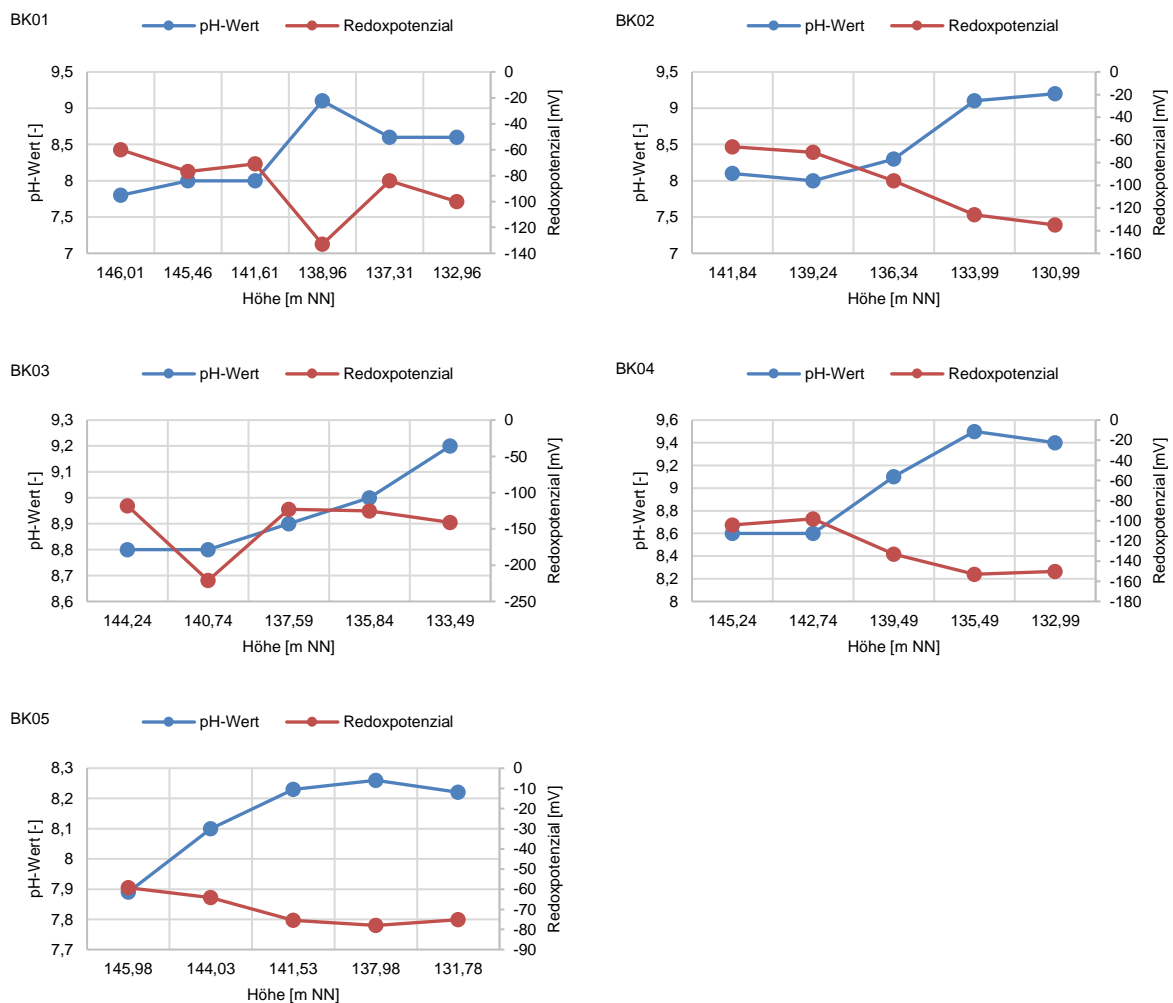 BK01
pH-Wert Redoxpotenzial
pH-Wert [-]
9,5
9
8,5
8
7,5
7
0
-20
-40
-60
-80
-100
-120
-140
Redoxpotenzial [mV]
146,01 145,46 141,61 138,96 137,31 132,96
Höhe [m NN]
BK02
pH-Wert Redoxpotenzial
pH-Wert [-]
9,5
9
8,5
8
7,5
7
0
-20
-40
-60
-80
-100
-120
-140
-160
Redoxpotenzial [mV]
141,84 139,24 136,34 133,99 130,99
Höhe [m NN]
BK03
pH-Wert Redoxpotenzial
pH-Wert [-]
9,3
9,2
9,1
9
8,9
8,8
8,7
8,6
0
-50
-100
-150
-200
-250
Redoxpotenzial [mV]
144,24 140,74 137,59 135,84 133,49
Höhe [m NN]
BK04
pH-Wert Redoxpotenzial
pH-Wert [-]
9,6
9,4
9,2
9
8,8
8,6
8,4
8,2
8
0
-20
-40
-60
-80
-100
-120
-140
-160
-180
Redoxpotenzial [mV]
145,24 142,74 139,49 135,49 132,99
Höhe [m NN]
BK05
pH-Wert Redoxpotenzial
pH-Wert [-]
8,3
8,2
8,1
8
7,9
7,8
7,7
0
-10
-20
-30
-40
-50
-60
-70
-80
-90
Redoxpotenzial [mV]
145,98 144,03 141,53 137,98 131,78
Höhe [m NN]